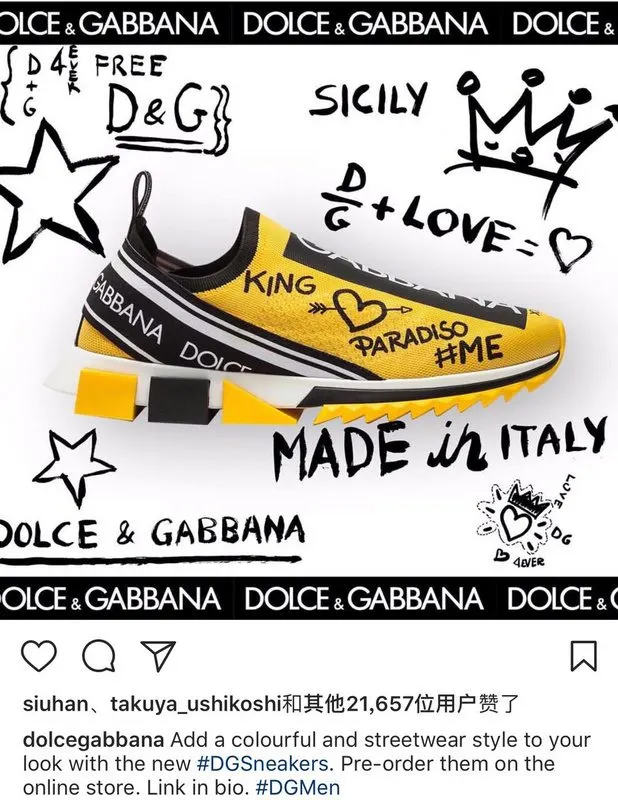 OLCE & GABBANA DOLCE & GABBANA DOLCE &
D+G 4EVER FREE
D&G
SICILY
D/G + LOVE = ♡
KING
GABBANA
PARADISO
#ME
GABBANA DOLCE
MADE in ITALY
DOLCE & GABBANA
LOVE
DG
4EVER
OLCE & GABBANA DOLCE & GABBANA DOLCE & G
siuhan、takuya_ushikoshi和其他21,657位用户赞了
dolcegabbana Add a colourful and streetwear style to your
look with the new #DGSneakers. Pre-order them on the
online store. Link in bio. #DGMen